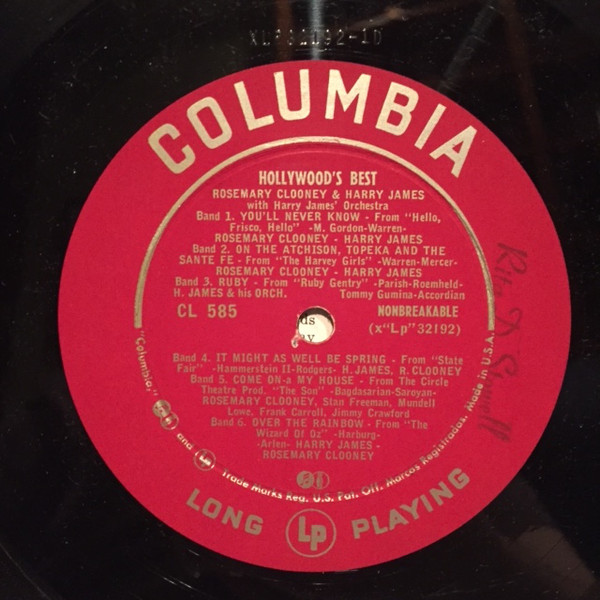 COLUMBIA
HOLLYWOOD'S BEST
ROSEMARY CLOONEY & HARRY JAMES
with Harry James' Orchestra
Band 1. YOU'LL NEVER KNOW - From "Hello,
Frisco, Hello" -M. Gordon-Warren-
ROSEMARY CLOONEY - HARRY JAMES
Band 2. ON THE ATCHISON, TOPEKA AND THE
SANTE FE - From "The Harvey Girls" -Warren-Mercer-
ROSEMARY CLOONEY - HARRY JAMES
Band 3. RUBY - From "Ruby Gentry" -Parish-Roemheld-
H. JAMES & his ORCH. Tommy Gumina-Accordian
CL 585 NONBREAKABLE
(x"Lp"32192)
Band 4. IT MIGHT AS WELL BE SPRING - From "State
Fair" -Hammerstein II-Rodgers- H. JAMES, R. CLOONEY
Band 5. COME ON-a MY HOUSE - From The Circle
Theatre Prod. "The Son" -Bagdasarian-Saroyan-
ROSEMARY CLOONEY, Stan Freeman, Mundell
Lowe, Frank Carroll, Jimmy Crawford
Band 6. OVER THE RAINBOW - From "The
Wizard Of Oz" -Harburg-
-Arlen- HARRY JAMES -
ROSEMARY CLOONEY
"Columbia," and Lp Trade Marks Reg. U.S. Pat. Off. Marcas Registradas. Made in U.S.A.
LONG Lp PLAYING